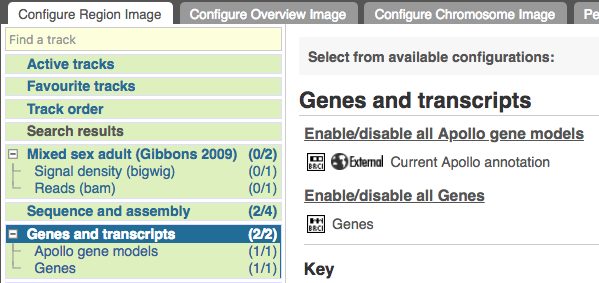 Configure Region Image
Configure Overview Image
Configure Chromosome Image
Pe
Find a track
Active tracks
Favourite tracks
Track order
Search results
Mixed sex adult (Gibbons 2009) (0/2)
Signal density (bigwig) (0/1)
Reads (bam) (0/1)
Sequence and assembly (2/4)
Genes and transcripts (2/2)
Apollo gene models (1/1)
Genes (1/1)
Select from available configurations:
Genes and transcripts
Enable/disable all Apollo gene models
BRCI External Current Apollo annotation
Enable/disable all Genes
BRCI Genes
Key